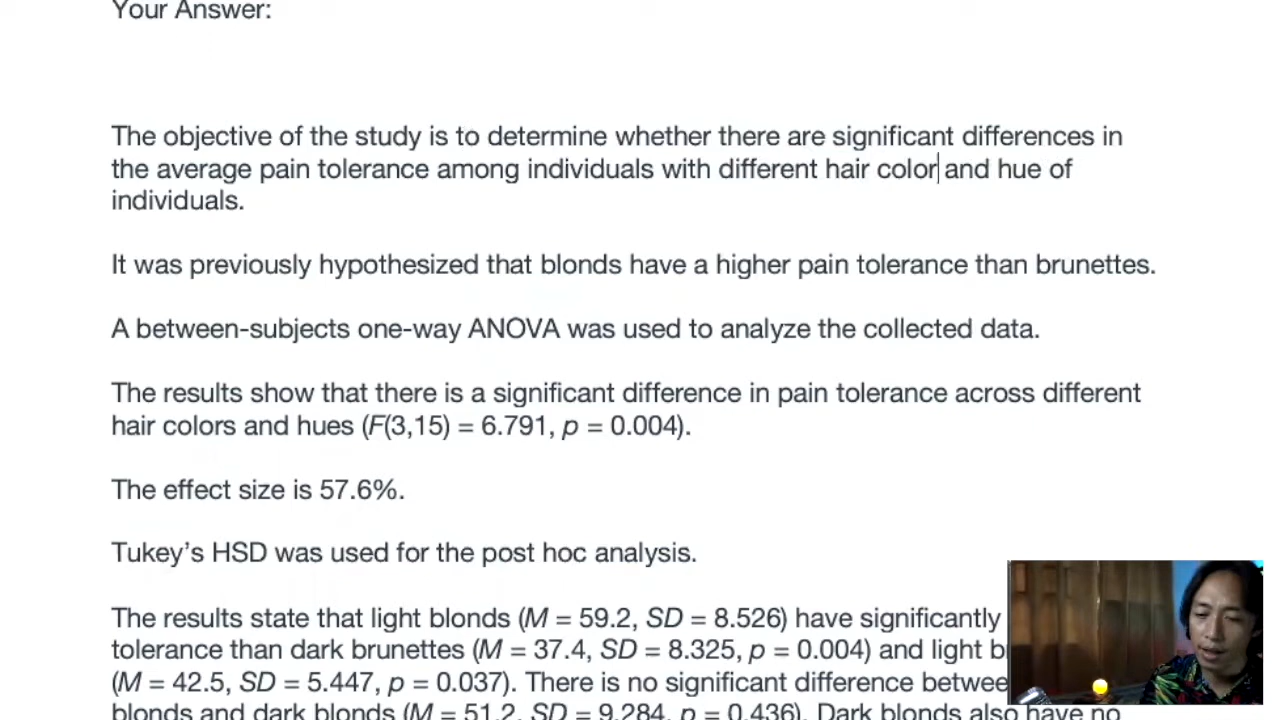 Your Answer:
The objective of the study is to determine whether there are significant differences in
the average pain tolerance among individuals with different hair color and hue of
individuals.
It was previously hypothesized that blonds have a higher pain tolerance than brunettes.
A between-subjects one-way ANOVA was used to analyze the collected data.
The results show that there is a significant difference in pain tolerance across different
hair colors and hues (F(3,15) = 6.791, p = 0.004).
The effect size is 57.6%.
Tukey’s HSD was used for the post hoc analysis.
The results state that light blonds (M = 59.2, SD = 8.526) have significantly
tolerance than dark brunettes (M = 37.4, SD = 8.325, p = 0.004) and light
(M = 42.5, SD = 5.447, p = 0.037). There is no significant difference
blonds and dark blonds (M = 51.2, SD = 9.284, p = 0.436). Dark blonds also have no